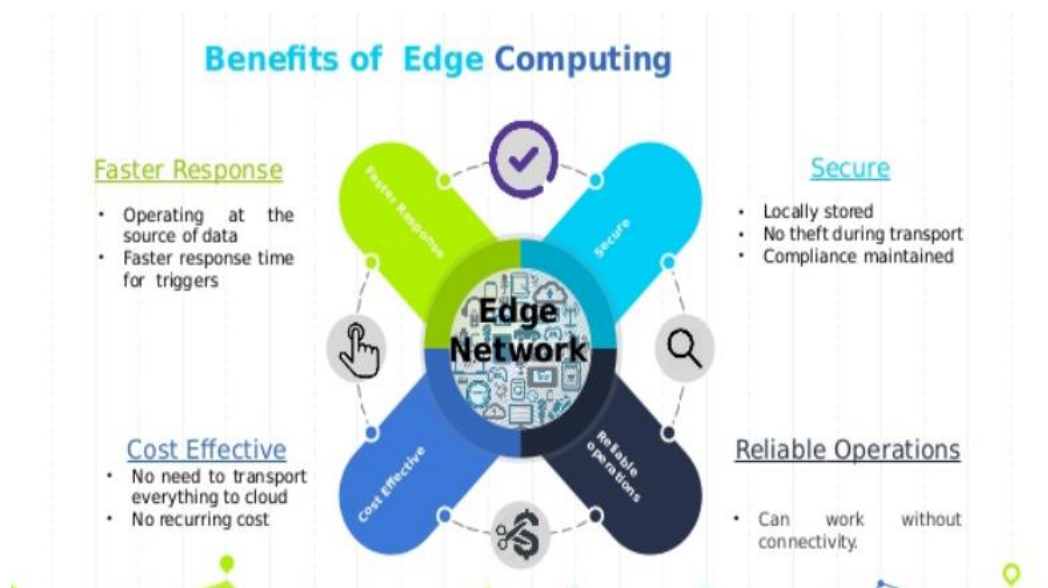 Benefits of Edge Computing
Faster Response
• Operating at the
source of data
• Faster response time
for triggers
Secure
• Locally stored
• No theft during transport
• Compliance maintained
Faster Response
Secure
Edge
Network
Cost Effective
Reliable
operations
Cost Effective
• No need to transport
everything to cloud
• No recurring cost
Reliable Operations
• Can work without
connectivity.